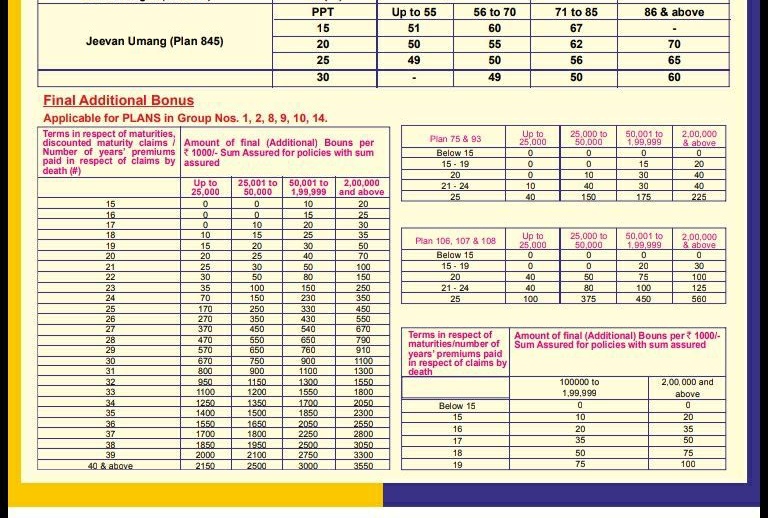 PPT Up to 55 56 to 70 71 to 85 86 & above
Jeevan Umang (Plan 845)
15 51 60 67 -
20 50 55 62 70
25 49 50 56 65
30 - 49 50 60
Final Additional Bonus
Applicable for PLANS in Group Nos. 1, 2, 8, 9, 10, 14.
Terms in respect of maturities,
discounted maturity claims /
Number of years' premiums
paid in respect of claims by
death (#)
Amount of final (Additional) Bouns per
₹ 1000/- Sum Assured for policies with sum
assured
Up to 25,000 25,001 to 50,000 50,001 to 1,99,999 2,00,000 and above
15 0 0 10 20
16 0 0 15 25
17 0 10 20 30
18 10 15 25 35
19 15 20 30 50
20 20 25 40 70
21 25 30 50 100
22 30 50 80 150
23 35 100 150 250
24 70 150 230 350
25 170 250 330 450
26 270 350 430 550
27 370 450 540 670
28 470 550 650 790
29 570 650 760 910
30 670 750 900 1100
31 800 900 1100 1300
32 950 1150 1300 1550
33 1100 1200 1550 1800
34 1250 1350 1700 2050
35 1400 1500 1850 2300
36 1550 1650 2050 2550
37 1700 1800 2250 2800
38 1850 1950 2500 3050
39 2000 2100 2750 3300
40 & above 2150 2500 3000 3550
Plan 75 & 93 Up to 25,000 25,000 to 50,000 50,001 to 1,99,999 2,00,000 & above
Below 15 0 0 0 0
15 - 19 0 0 15 20
20 0 10 30 40
21 - 24 10 40 30 40
25 40 150 175 225
Plan 106, 107 & 108 Up to 25,000 25,000 to 50,000 50,001 to 1,99,999 2,00,000 & above
Below 15 0 0 0 0
15 - 19 0 0 20 30
20 40 50 75 100
21 - 24 40 80 100 125
25 100 375 450 560
Terms in respect of
maturities/number of
years' premiums paid
in respect of claims by
death
Amount of final (Additional) Bouns per ₹ 1000/-
Sum Assured for policies with sum assured
100000 to 1,99,999 2,00,000 and above
Below 15 0 0
15 10 20
16 20 35
17 35 50
18 50 75
19 75 100